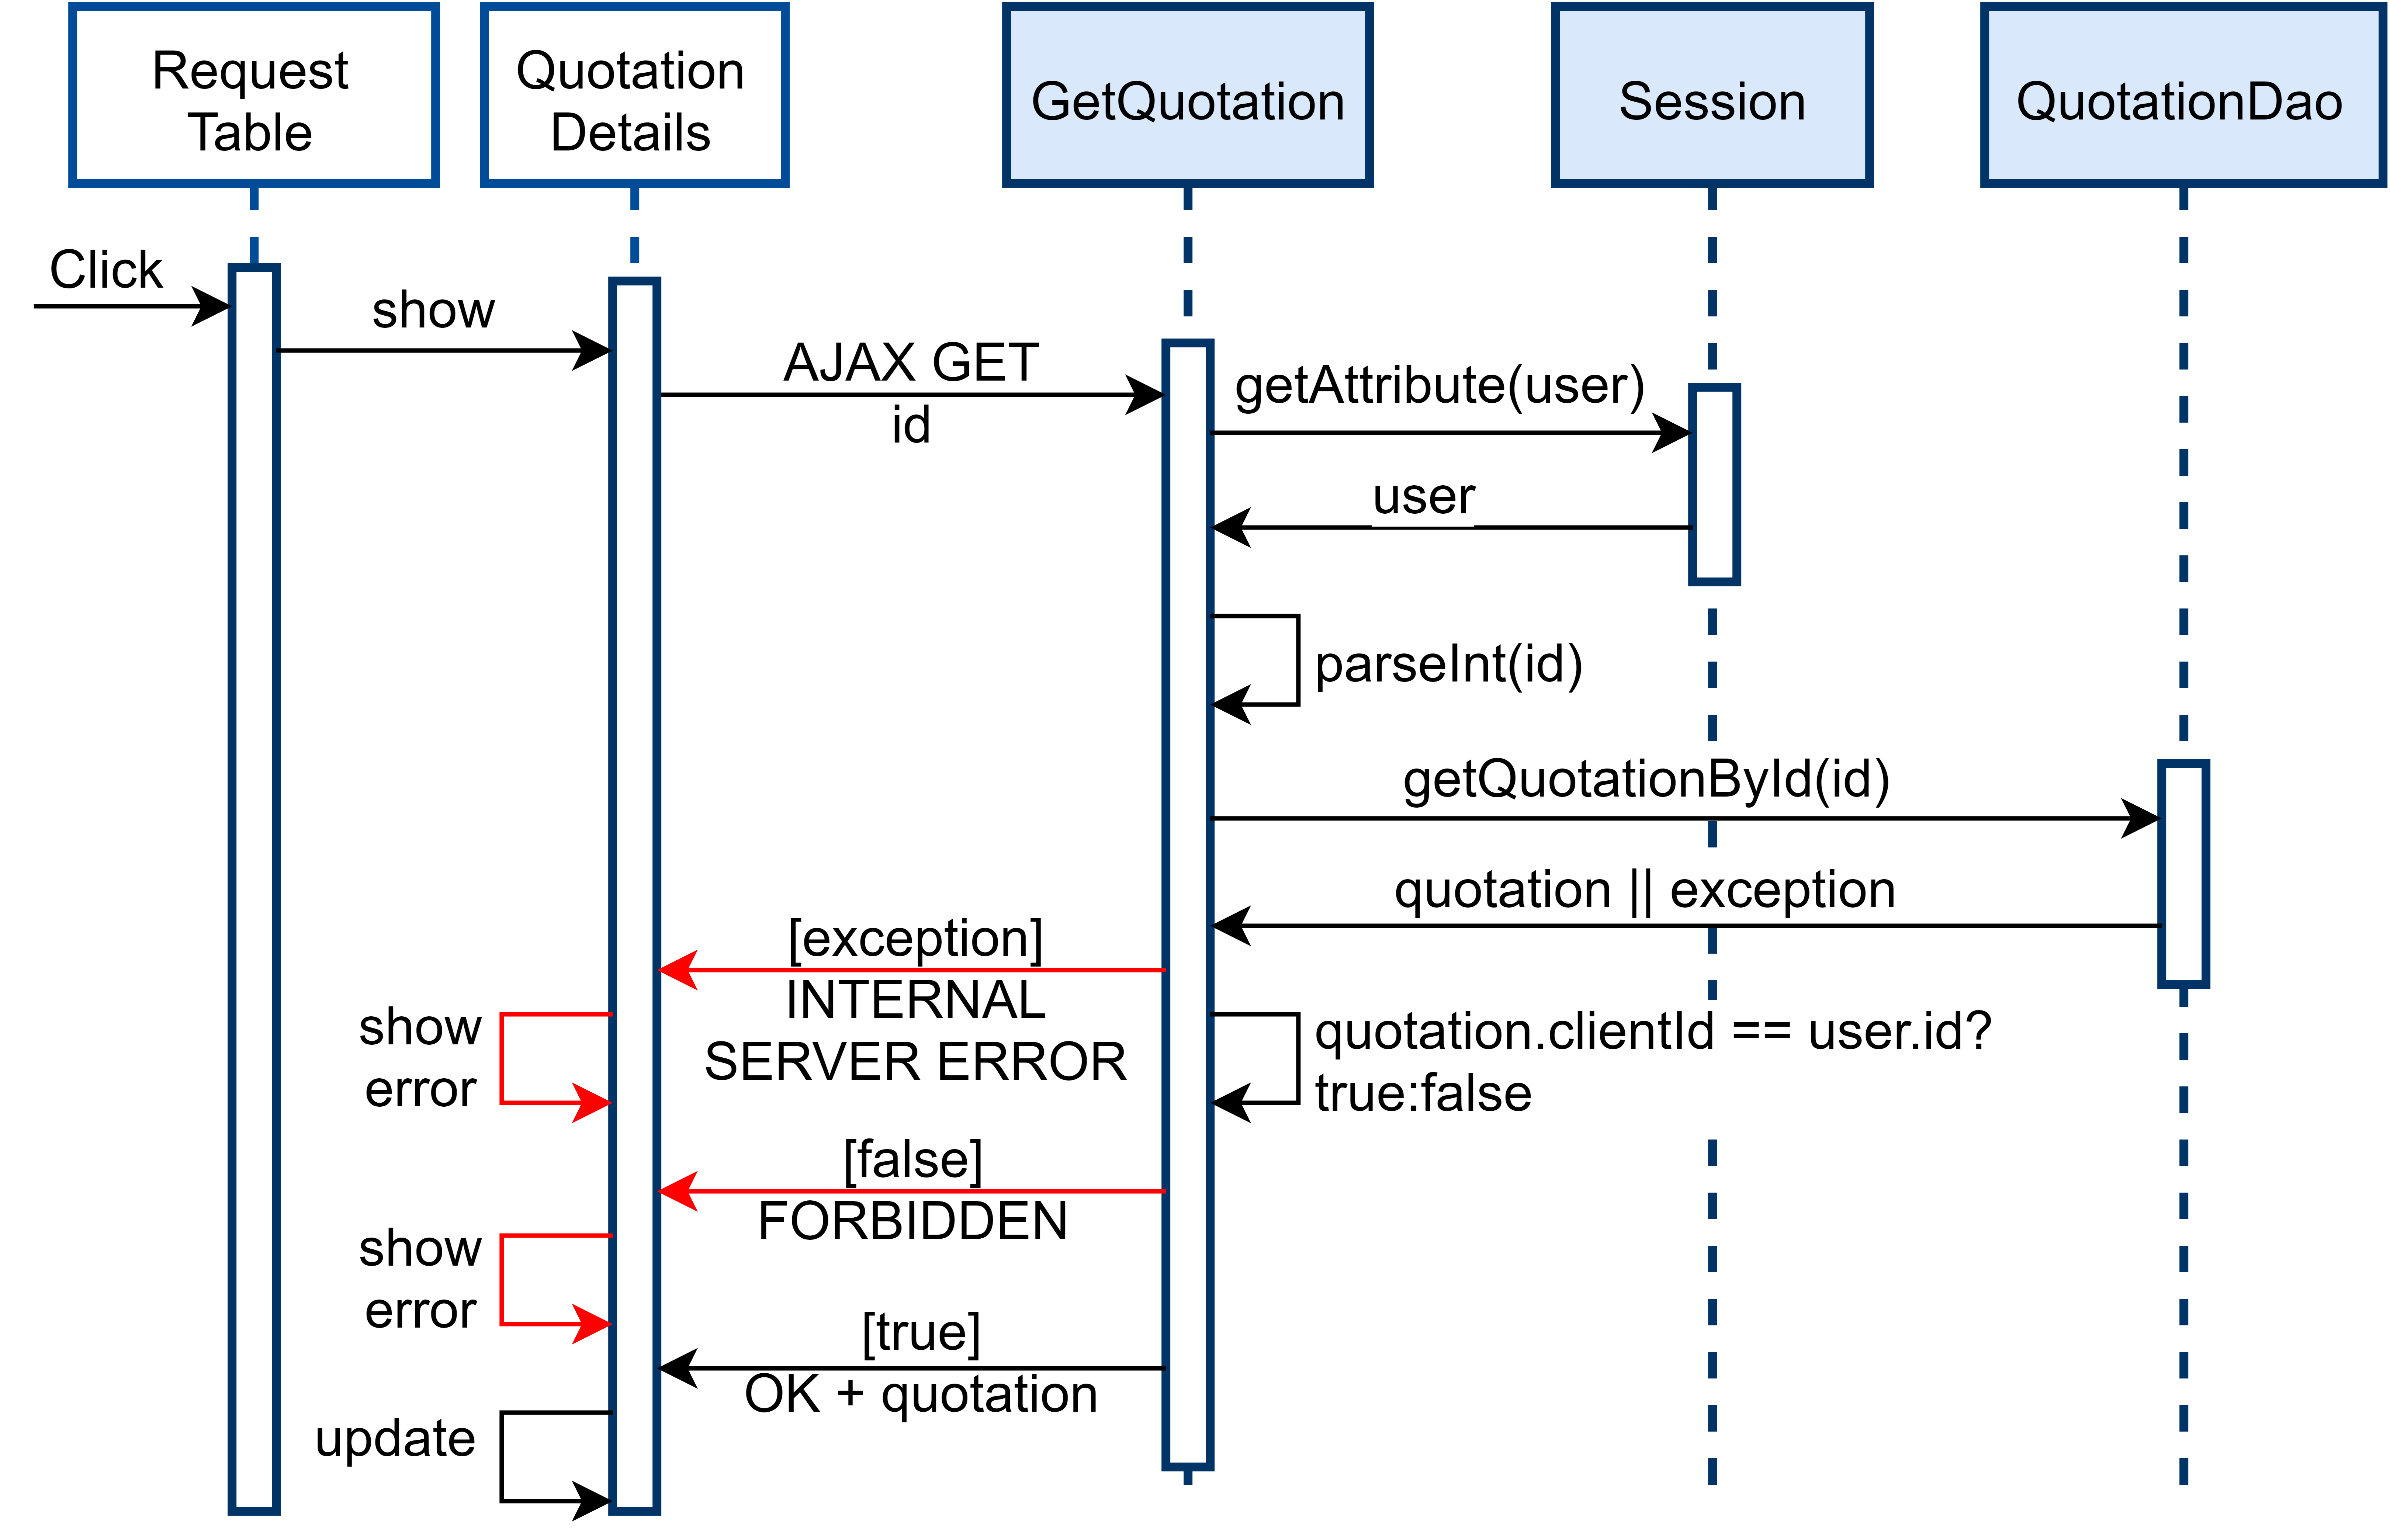 Request
Table
Quotation
Details
GetQuotation
Session
QuotationDao
Click
show
AJAX GET
id
getAttribute(user)
user
parseInt(id)
getQuotationById(id)
quotation || exception
[exception]
INTERNAL
SERVER ERROR
show
error
quotation.clientId == user.id?
true:false
[false]
FORBIDDEN
show
error
[true]
OK + quotation
update